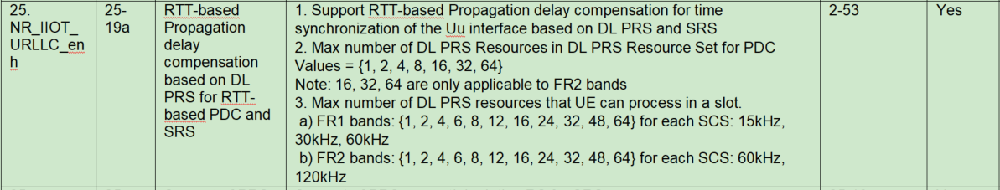 25.
NR_IIOT_
URLLC_en
h
25-
19a
RTT-based
Propagation
delay
compensation
based on DL
PRS for RTT-
based PDC and
SRS
1. Support RTT-based Propagation delay compensation for time
synchronization of the Uu interface based on DL PRS and SRS
2. Max number of DL PRS Resources in DL PRS Resource Set for PDC
Values = {1, 2, 4, 8, 16, 32, 64}
Note: 16, 32, 64 are only applicable to FR2 bands
3. Max number of DL PRS resources that UE can process in a slot.
a) FR1 bands: {1, 2, 4, 6, 8, 12, 16, 24, 32, 48, 64} for each SCS: 15kHz,
30kHz, 60kHz
b) FR2 bands: {1, 2, 4, 6, 8, 12, 16, 24, 32, 48, 64} for each SCS: 60kHz,
120kHz
2-53
Yes